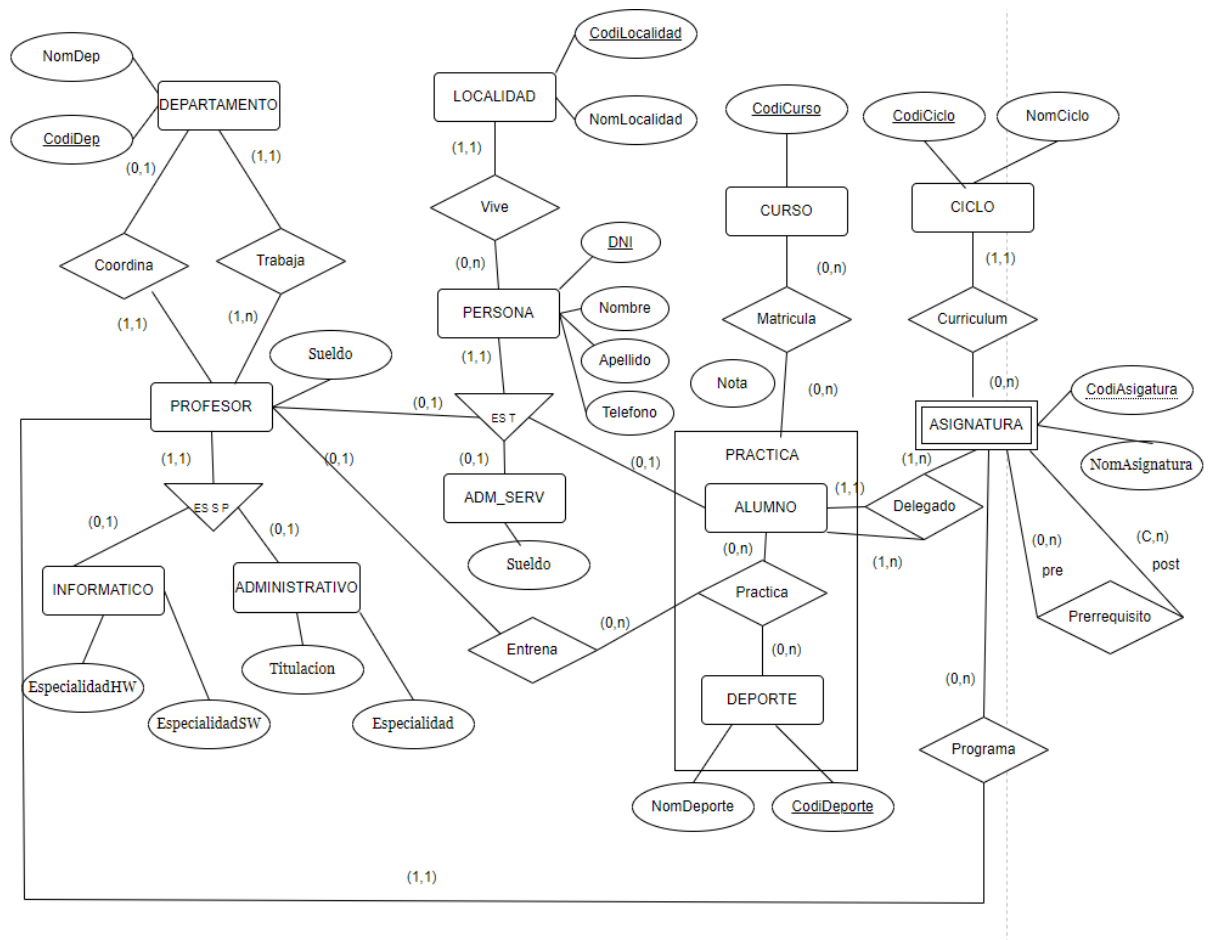 CodiLocalidad
NomDep
LOCALIDAD
DEPARTAMENTO
CodiCurso
CodiCiclo
NomCiclo
NomLocalidad
CodiDep
(0,1)
(1,1)
(1,1)
Vive
CURSO
CICLO
DNI
Coordina
Trabaja
(0,n)
(0,n)
(1,1)
PERSONA
Nombre
Matricula
Curriculum
(1,1)
(1,n)
Sueldo
(1,1)
Apellido
Nota
(0,n)
(0,n)
CodiAsigatura
PROFESOR
(0,1)
ES T
Telefono
ASIGNATURA
(1,1)
(0,1)
(0,1)
(0,1)
PRACTICA
(1,n)
NomAsignatura
ES S P
ADM_SERV
(1,1)
ALUMNO
Delegado
(0,1)
(0,1)
(0,n)
(1,n)
(0,n)
(C,n)
pre
post
Sueldo
INFORMATICO
ADMINISTRATIVO
Practica
Prerrequisito
(0,n)
Entrena
(0,n)
Titulacion
(0,n)
EspecialidadHW
DEPORTE
EspecialidadSW
Especialidad
Programa
NomDeporte
CodiDeporte
(1,1)